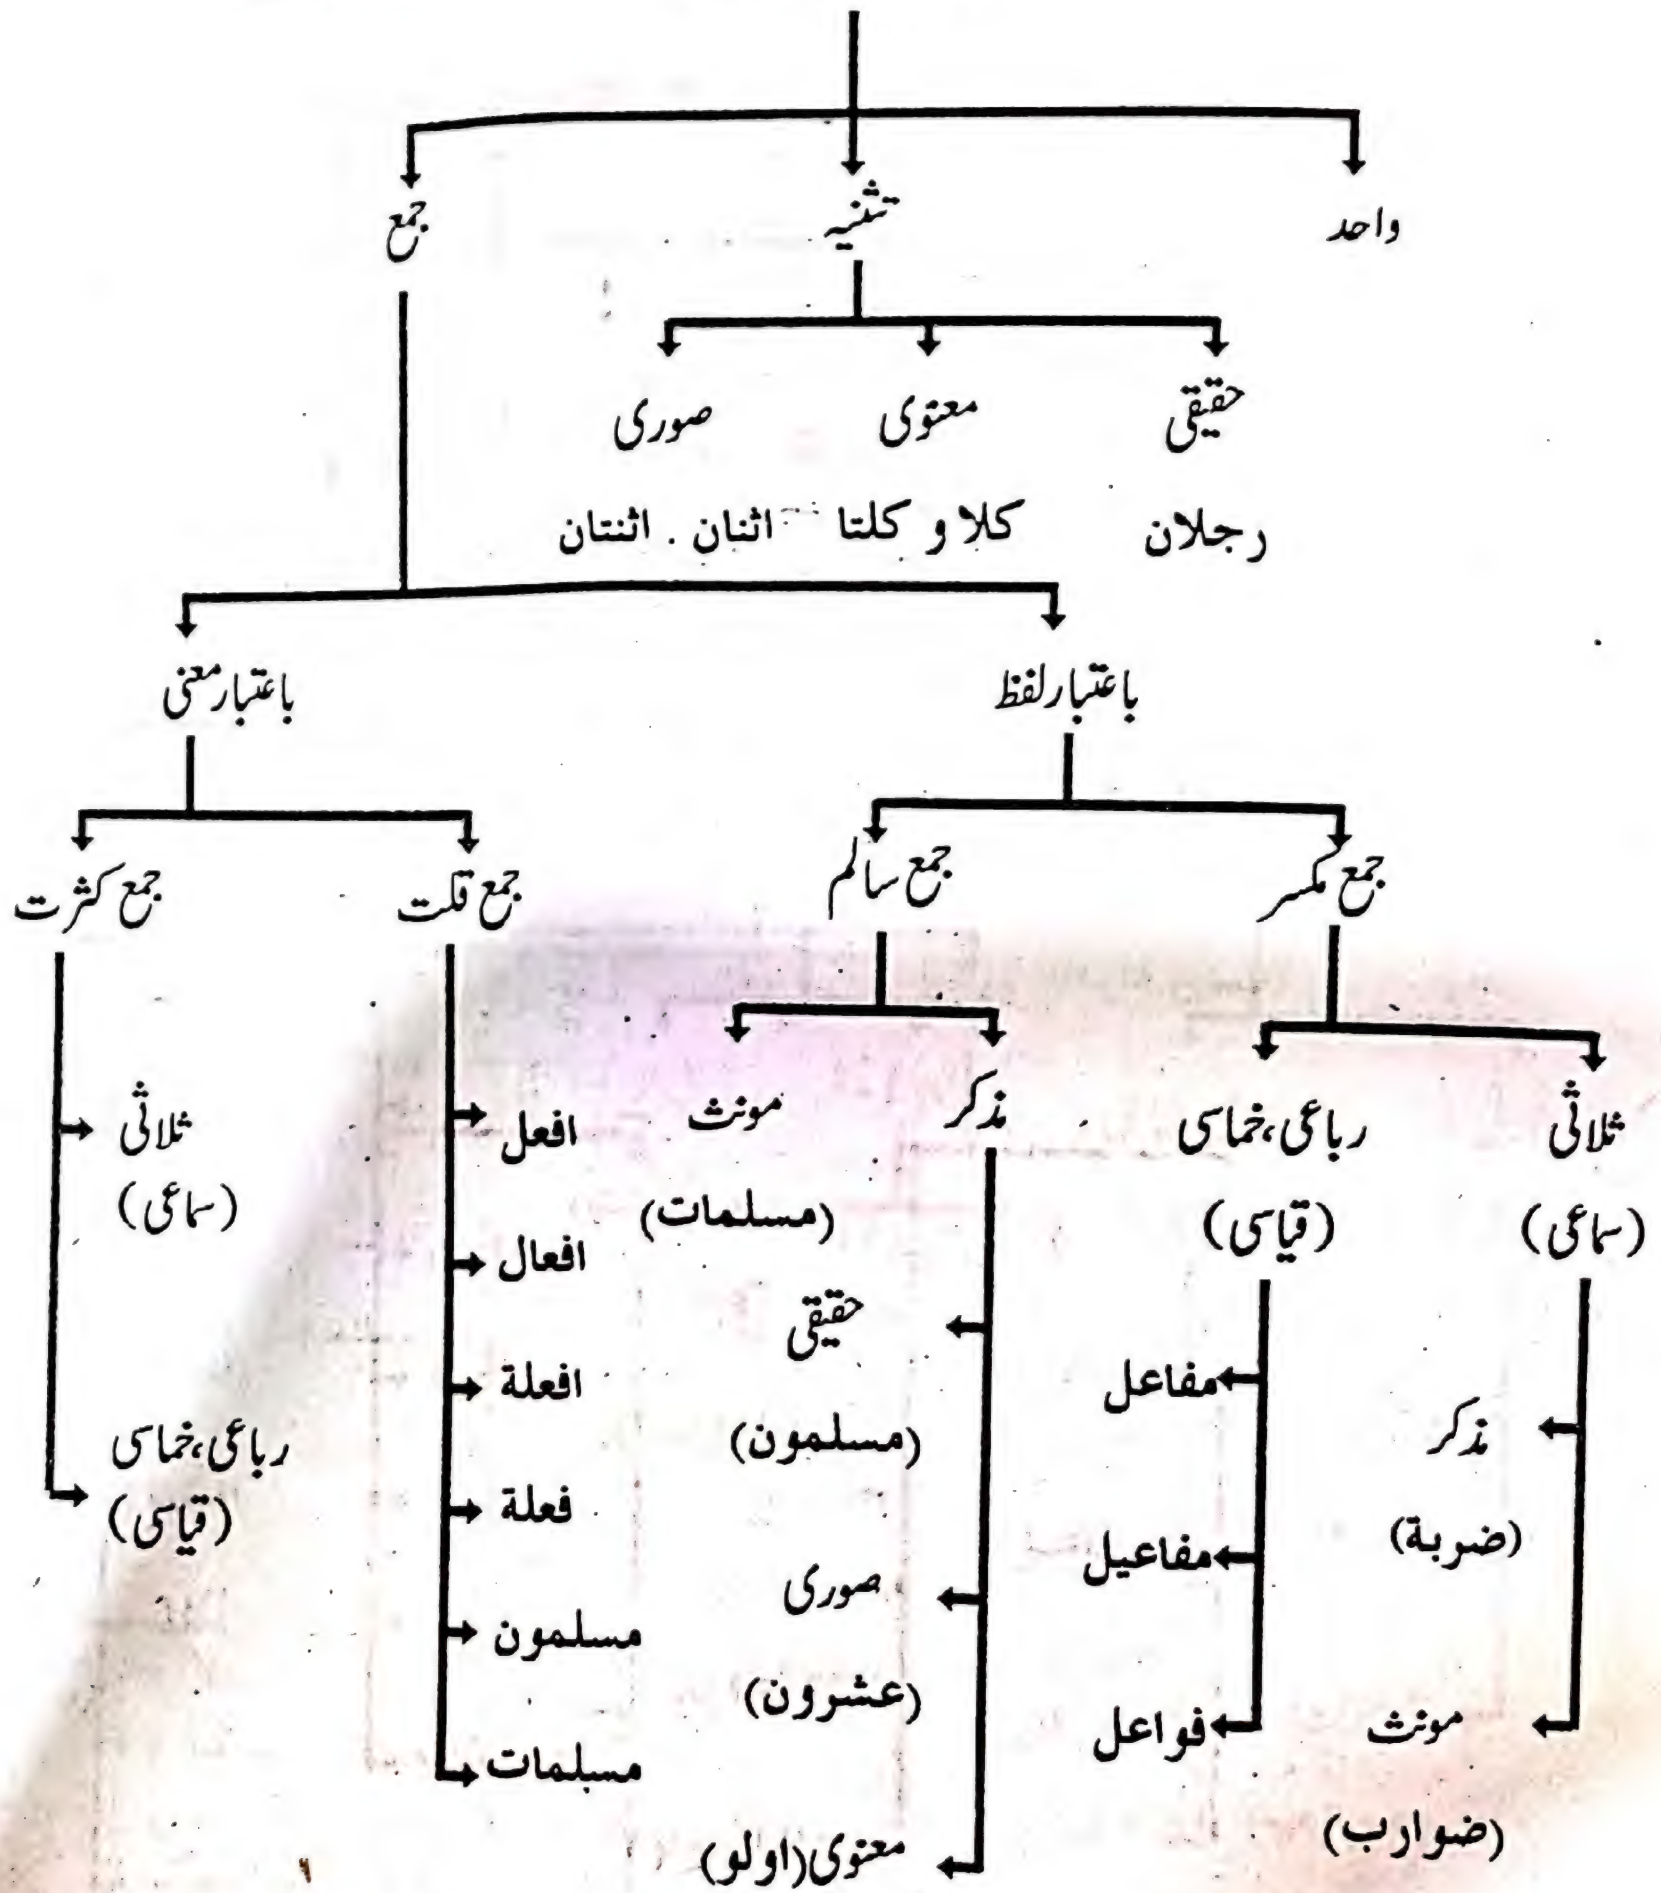 واحد
تثنیہ
جمع
حقیقی
معنوی
صوری
رجلان
کلا و کلتا
اثنان . اثنتان
باعتبار لفظ
باعتبار معنی
جمع مکسر
جمع سالم
جمع قلت
جمع کثرت
ثلاثی
(سماعی)
مذکر
(ضربة)
مونث
(ضوارب)
رباعی، خماسی
(قیاسی)
مفاعل
مفاعیل
فواعل
مذکر
حقیقی
(مسلمون)
صوری
(عشرون)
معنوی (اولو)
مونث
(مسلمات)
افعل
افعال
افعلة
فعلة
مسلمون
مسلمات
ثلاثی
(سماعی)
رباعی، خماسی
(قیاسی)